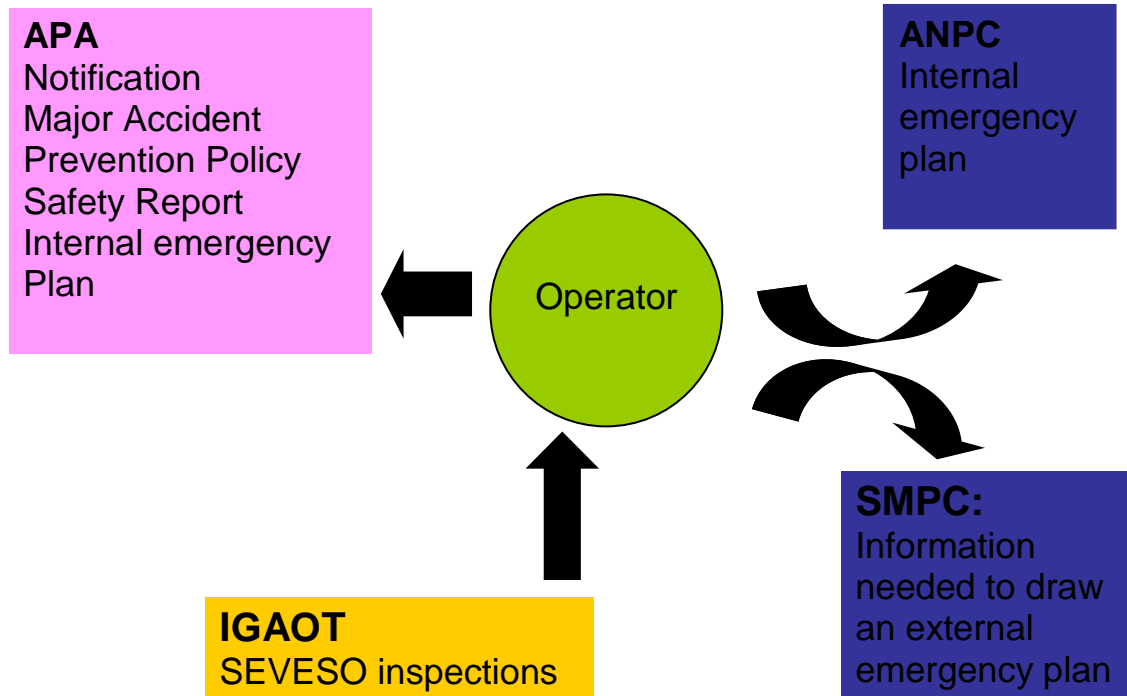 APA
Notification
Major Accident
Prevention Policy
Safety Report
Internal emergency
Plan
ANPC
Internal
emergency
plan
Operator
SMPC:
Information
needed to draw
an external
emergency plan
IGAOT
SEVESO inspections